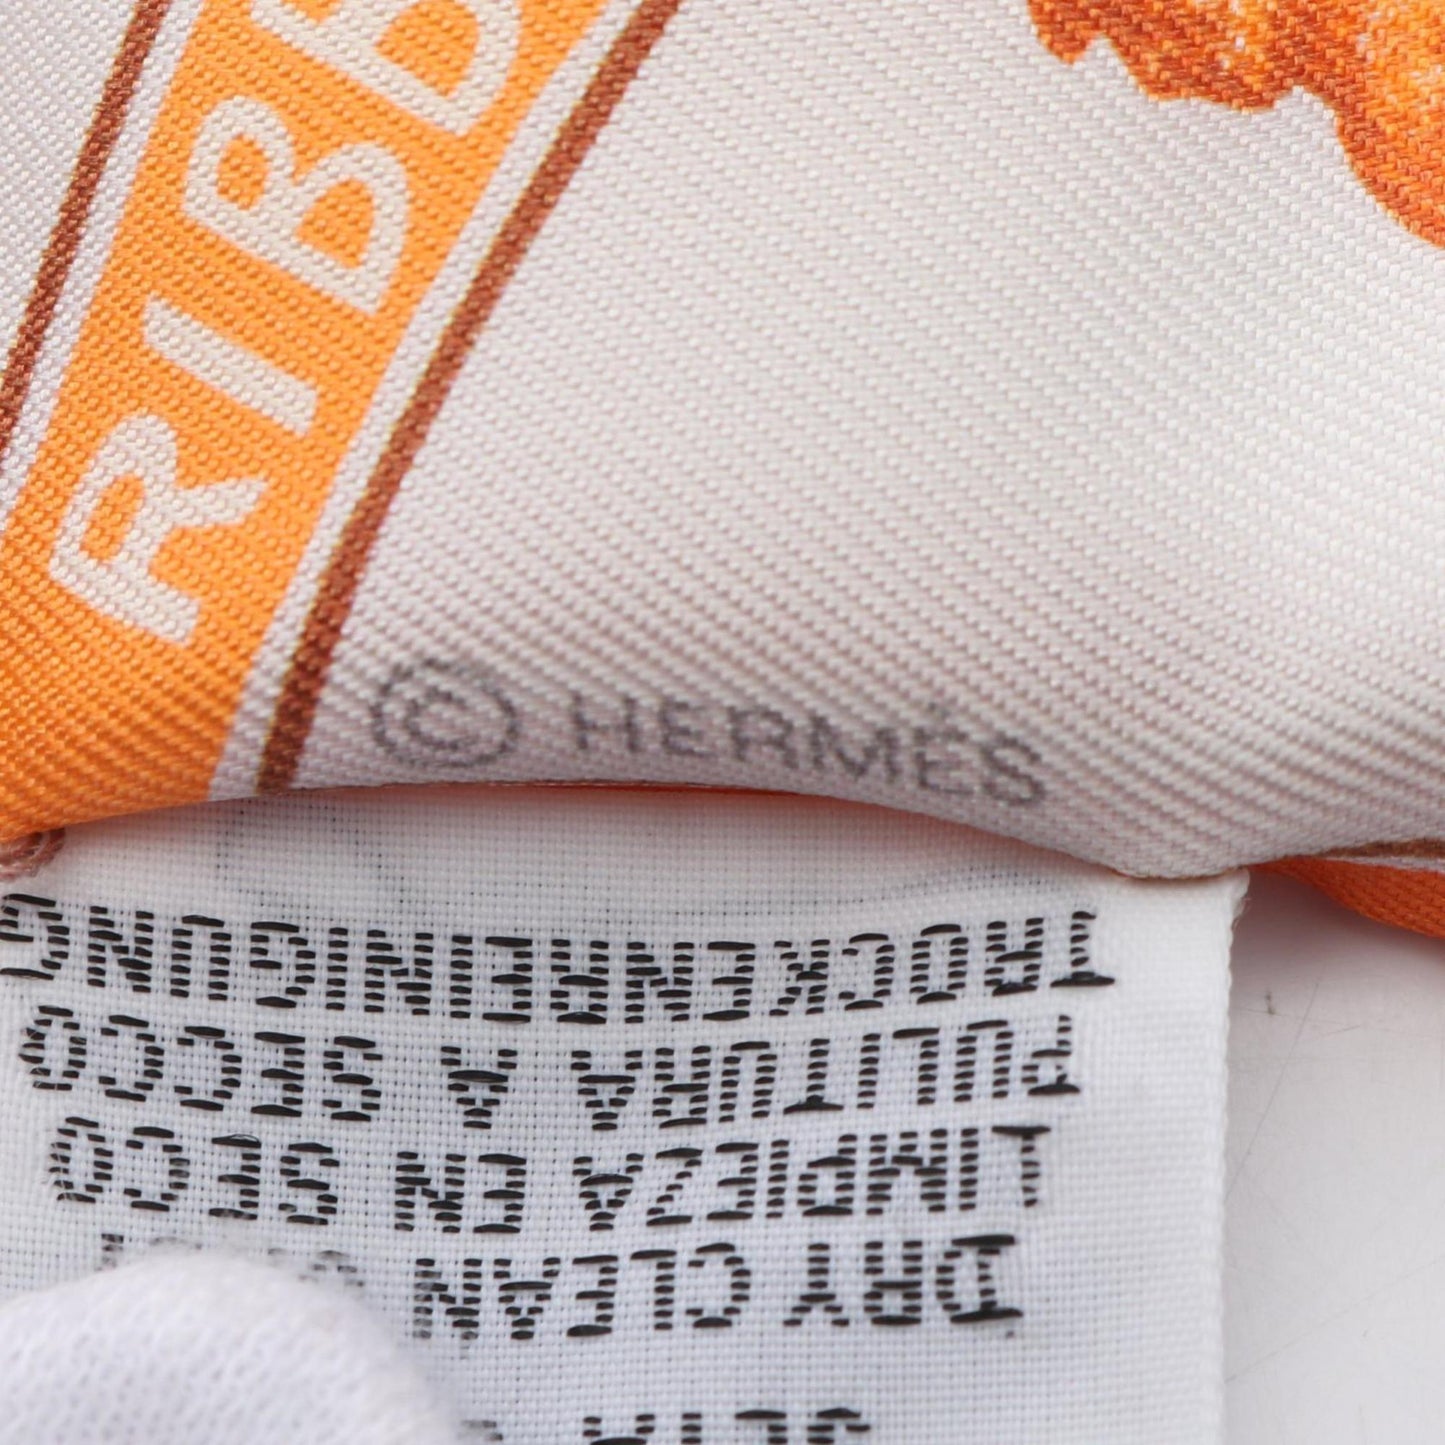 RIBB
© HERMÈS
DRY CLEAN
LIMPIEZA EN SECO
PULITURA A SECCO
TROCKENREINIGUNG